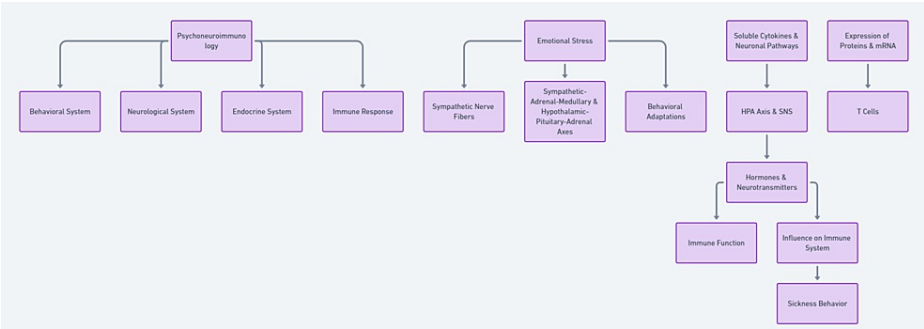 Psychoneuroimmuno
logy
Emotional Stress
Soluble Cytokines &
Neuronal Pathways
Expression of
Proteins & mRNA
Behavioral System
Neurological System
Endocrine System
Immune Response
Sympathetic Nerve
Fibers
Sympathetic-
Adrenal-Medullary &
Hypothalamic-
Pituitary-Adrenal
Axes
Behavioral
Adaptations
HPA Axis & SNS
T Cells
Hormones &
Neurotransmitters
Immune Function
Influence on Immune
System
Sickness Behavior